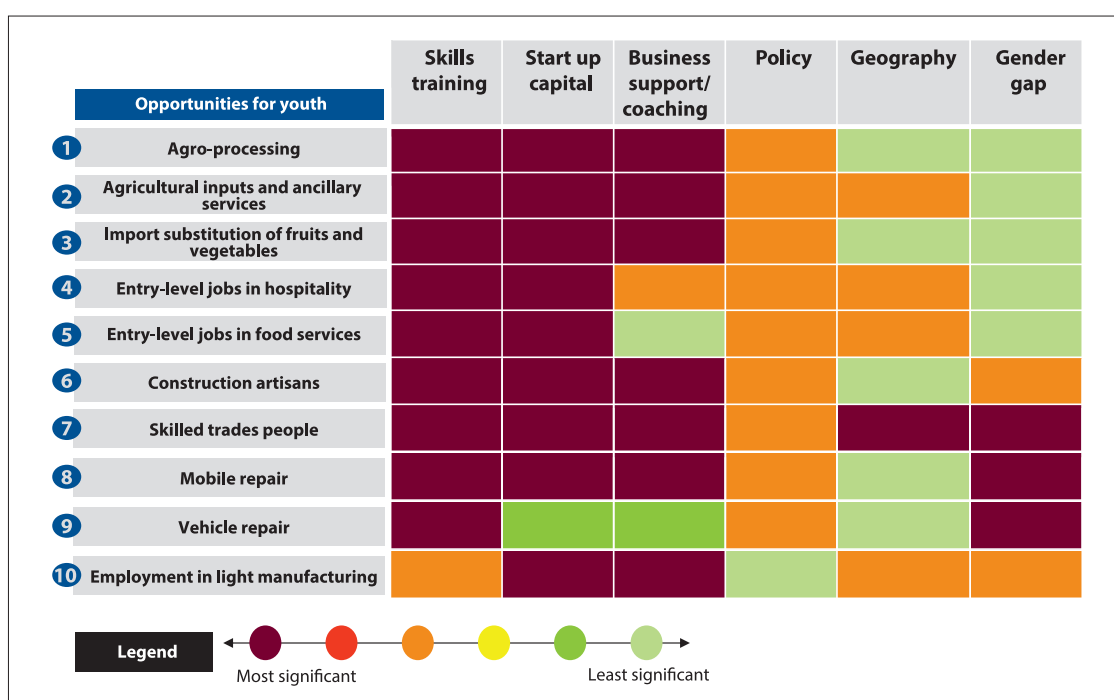 Skills
training
Start up
capital
Business
support/
coaching
Policy
Geography
Gender
gap
Opportunities for youth
1 Agro-processing
2 Agricultural inputs and ancillary
services
3 Import substitution of fruits and
vegetables
4 Entry-level jobs in hospitality
5 Entry-level jobs in food services
6 Construction artisans
7 Skilled trades people
8 Mobile repair
9 Vehicle repair
10 Employment in light manufacturing
Legend
Most significant
Least significant